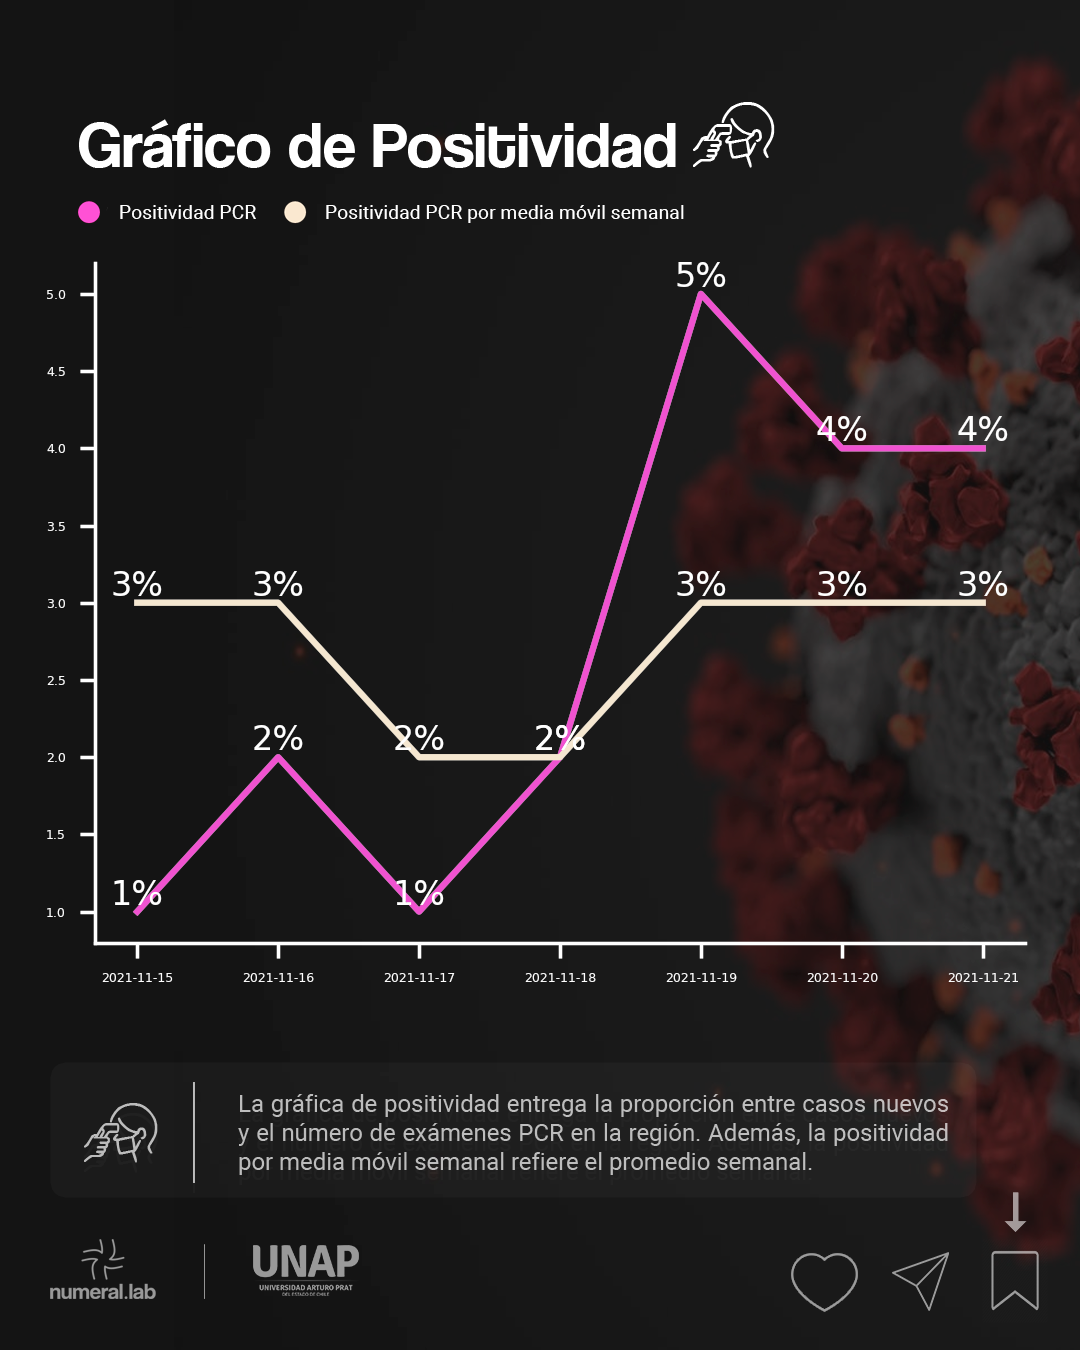 Gráfico de Positividad
Positividad PCR
Positividad PCR por media móvil semanal
5%
5.0
4.5
4% 4%
4.0
3.5
3% 3% 3% 3% 3%
3.0
2.5
2% 2% 2%
2.0
1.5
1% 1%
1.0
2021-11-15 2021-11-16 2021-11-17 2021-11-18 2021-11-19 2021-11-20 2021-11-21
La gráfica de positividad entrega la proporción entre casos nuevos
y el número de exámenes PCR en la región. Además, la positividad
por media móvil semanal refiere el promedio semanal.
numeral.lab
UNAP
UNIVERSIDAD ARTURO PRAT
DEL ESTADO DE CHILE